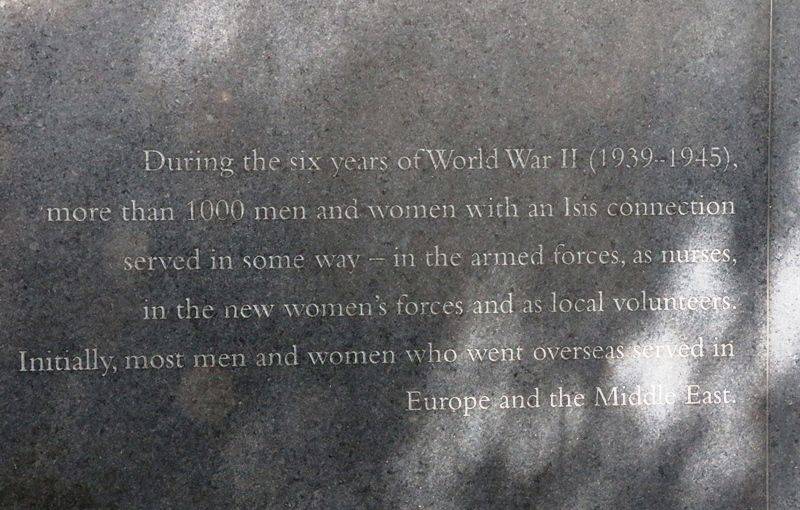 During the six years of World War II (1939–1945),
more than 1000 men and women with an Isis connection
served in some way – in the armed forces, as nurses,
in the new women's forces and as local volunteers.
Initially, most men and women who went overseas served in
Europe and the Middle East.